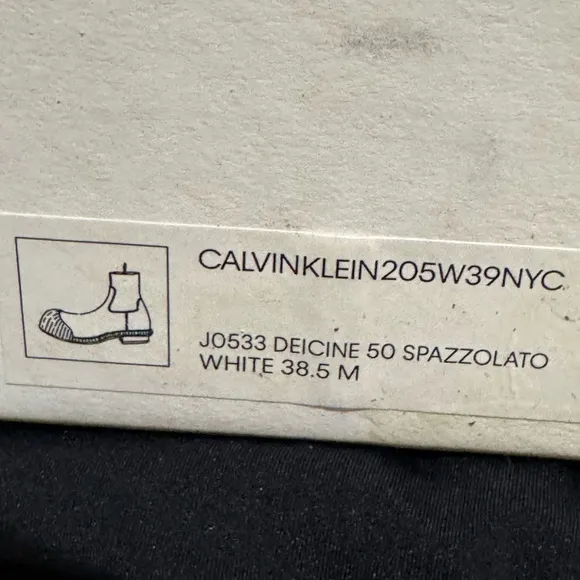 CALVINKLEIN205W39NYC
J0533 DEICINE 50 SPAZZOLATO
WHITE 38.5 M